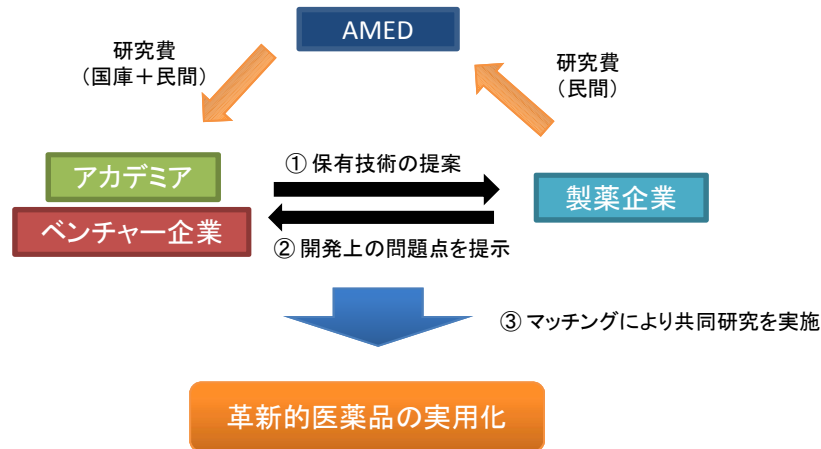 AMED
研究費
（国庫＋民間）
研究費
（民間）
アカデミア
ベンチャー企業
① 保有技術の提案
製薬企業
② 開発上の問題点を提示
③ マッチングにより共同研究を実施
革新的医薬品の実用化